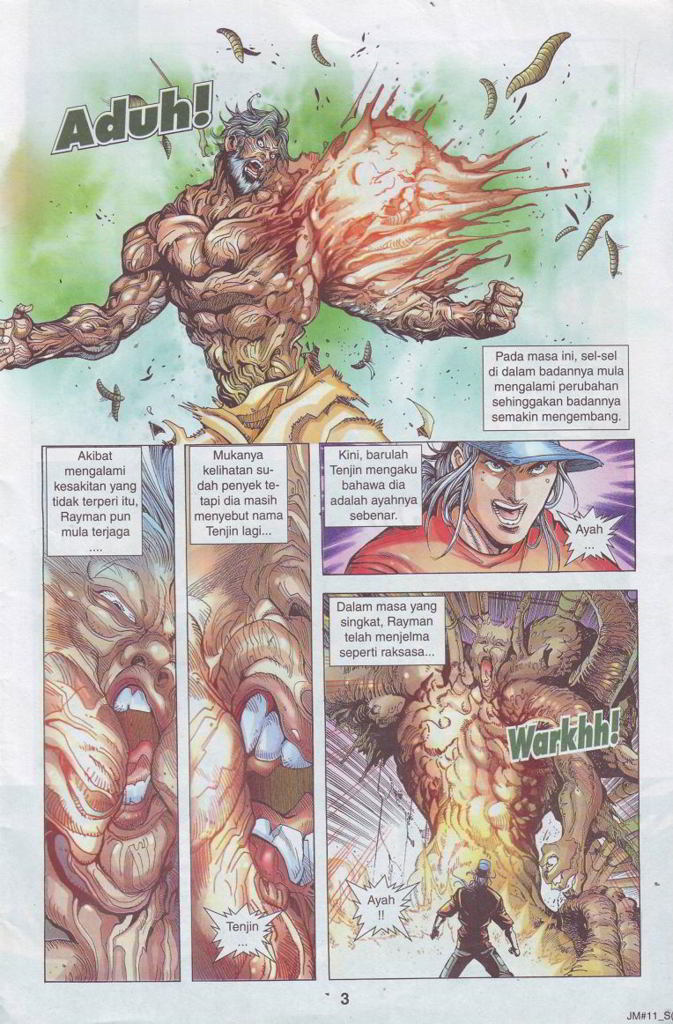 Aduh!
Pada masa ini, sel-sel
di dalam badannya mula
mengalami perubahan
sehinggakan badannya
semakin mengembang.
Akibat
mengalami
kesakitan yang
tidak terperi itu,
Rayman pun
mula terjaga
....
Mukanya
kelihatan su-
dah penyek te-
tapi dia masih
menyebut nama
Tenjin lagi...
Tenjin
...
Kini, barulah
Tenjin mengaku
bahawa dia
adalah ayahnya
sebenar.
Ayah
...
Dalam masa yang
singkat, Rayman
telah menjelma
seperti raksasa...
Warkhh!
Ayah
!!
3
JM#11_S(